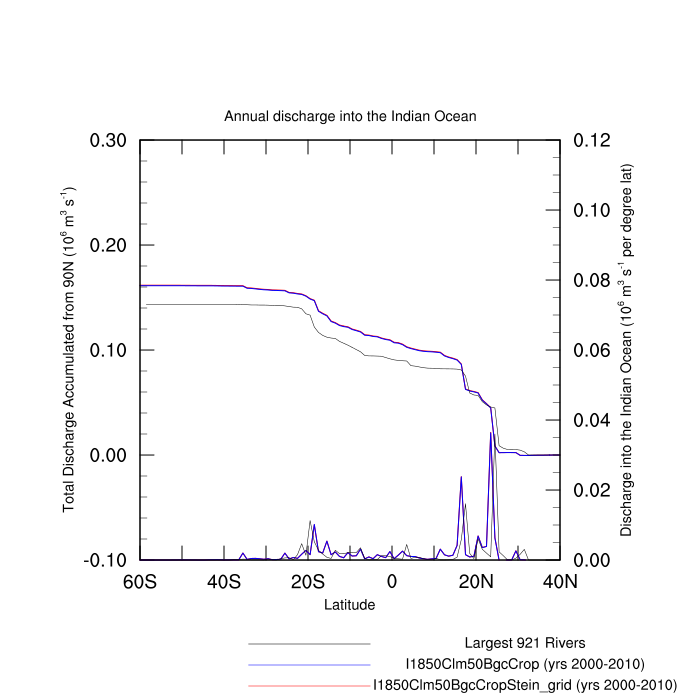 Annual discharge into the Indian Ocean
0.30
0.20
0.10
0.00
-0.10
Total Discharge Accumulated from 90N (10⁶ m³ s⁻¹)
0.12
0.10
0.08
0.06
0.04
0.02
0.00
Discharge into the Indian Ocean (10⁶ m³ s⁻¹ per degree lat)
60S 40S 20S 0 20N 40N
Latitude
Largest 921 Rivers
I1850Clm50BgcCrop (yrs 2000-2010)
I1850Clm50BgcCropStein_grid (yrs 2000-2010)